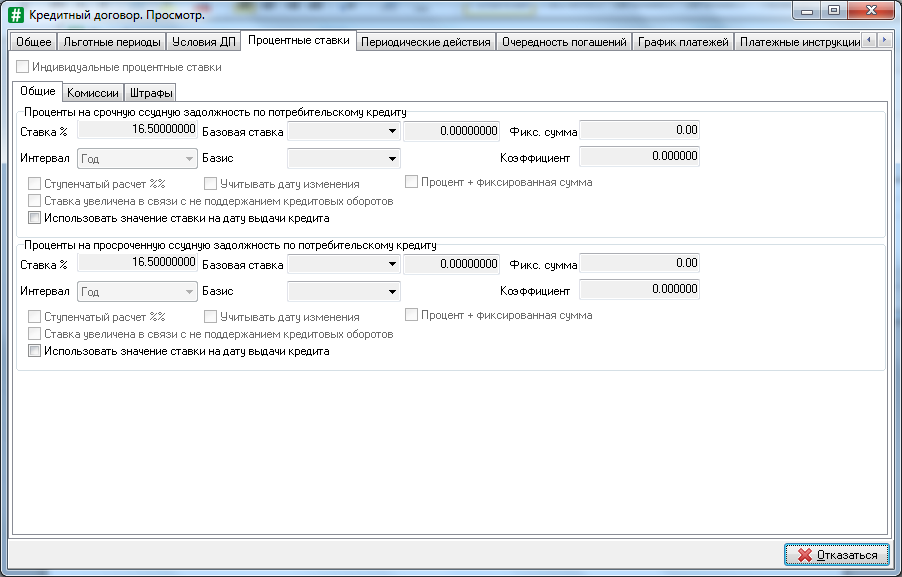 Кредитный договор. Просмотр.
Общее Льготные периоды Условия ДП Процентные ставки Периодические действия Очередность погашений График платежей Платежные инструкции
Индивидуальные процентные ставки
Общие Комиссии Штрафы
Проценты на срочную ссудную задолжность по потребительскому кредиту
Ставка % 16.50000000 Базовая ставка 0.00000000 Фикс. сумма 0.00
Интервал Год Базис Коэффициент 0.000000
Ступенчатый расчет %% Учитывать дату изменения Процент + фиксированная сумма
Ставка увеличена в связи с не поддержанием кредитовых оборотов
Использовать значение ставки на дату выдачи кредита
Проценты на просроченную ссудную задолжность по потребительскому кредиту
Ставка % 16.50000000 Базовая ставка 0.00000000 Фикс. сумма 0.00
Интервал Год Базис Коэффициент 0.000000
Ступенчатый расчет %% Учитывать дату изменения Процент + фиксированная сумма
Ставка увеличена в связи с не поддержанием кредитовых оборотов
Использовать значение ставки на дату выдачи кредита
Отказаться